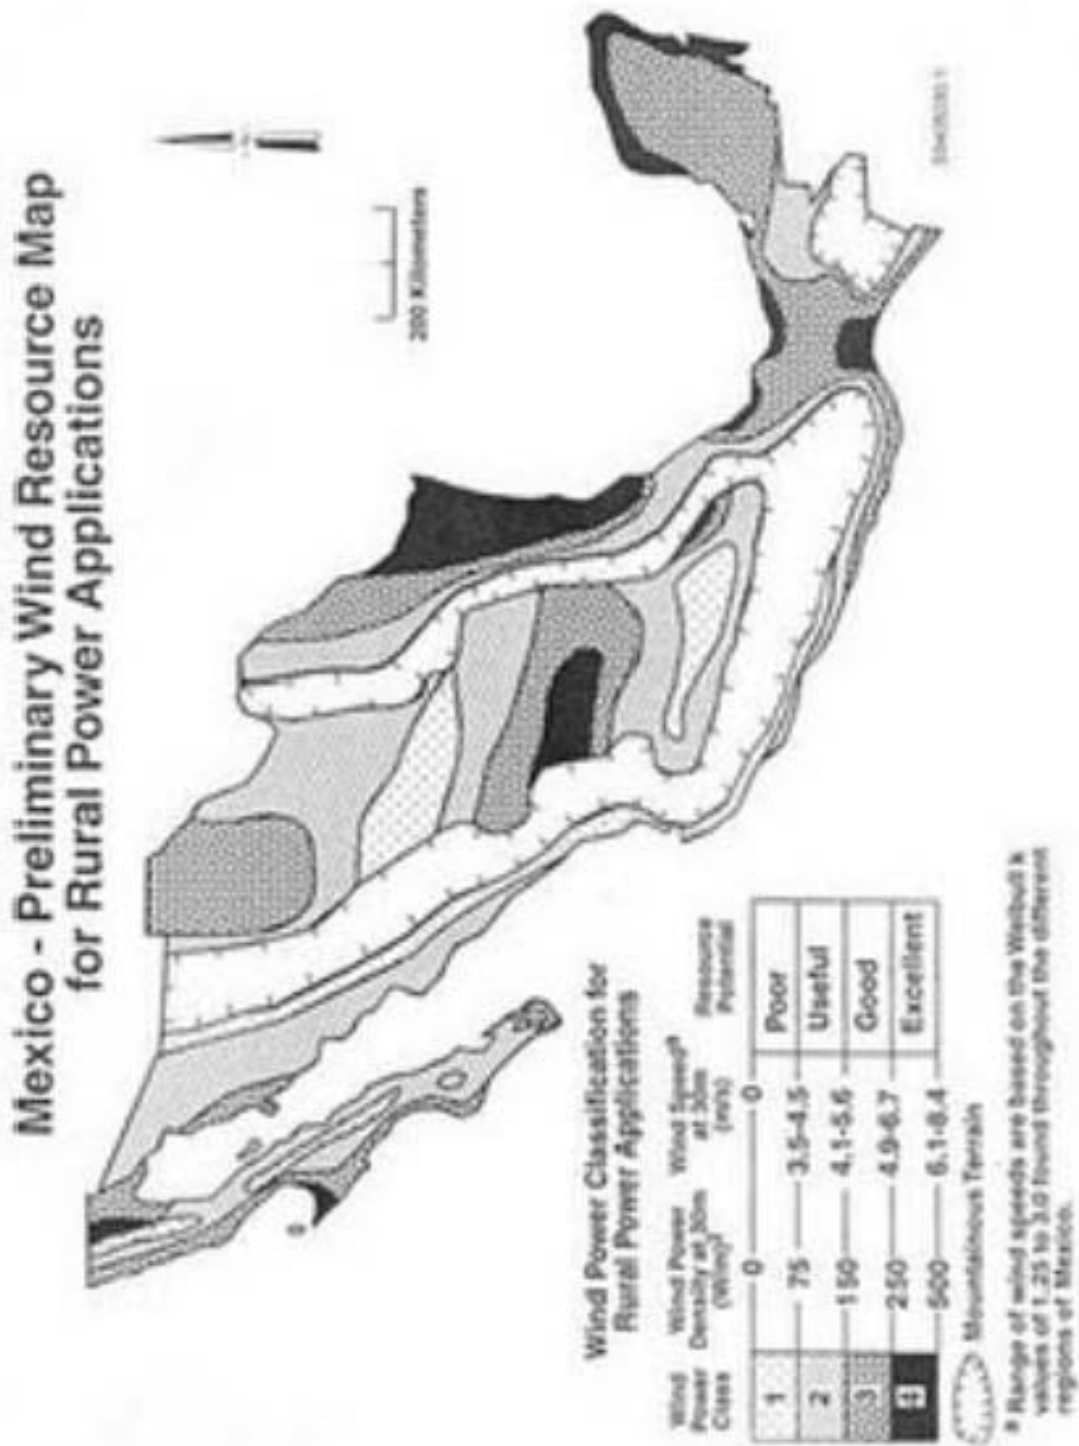 Mexico - Preliminary Wind Resource Map
for Rural Power Applications
200 Kilometers
Wind Power Classification for
Rural Power Applications
Wind Power Class
Wind Power Density at 30m (W/m)²
Wind Speedª at 30m (m/s)
Resource Potential
0 0
1 Poor
75 3.5-4.5
2 Useful
150 4.1-5.6
3 Good
250 4.9-6.7
4 Excellent
500 6.1-8.4
Mountainous Terrain
ª Range of wind speeds are based on the Weibull k
values of 1.25 to 3.0 found throughout the different
regions of Mexico.